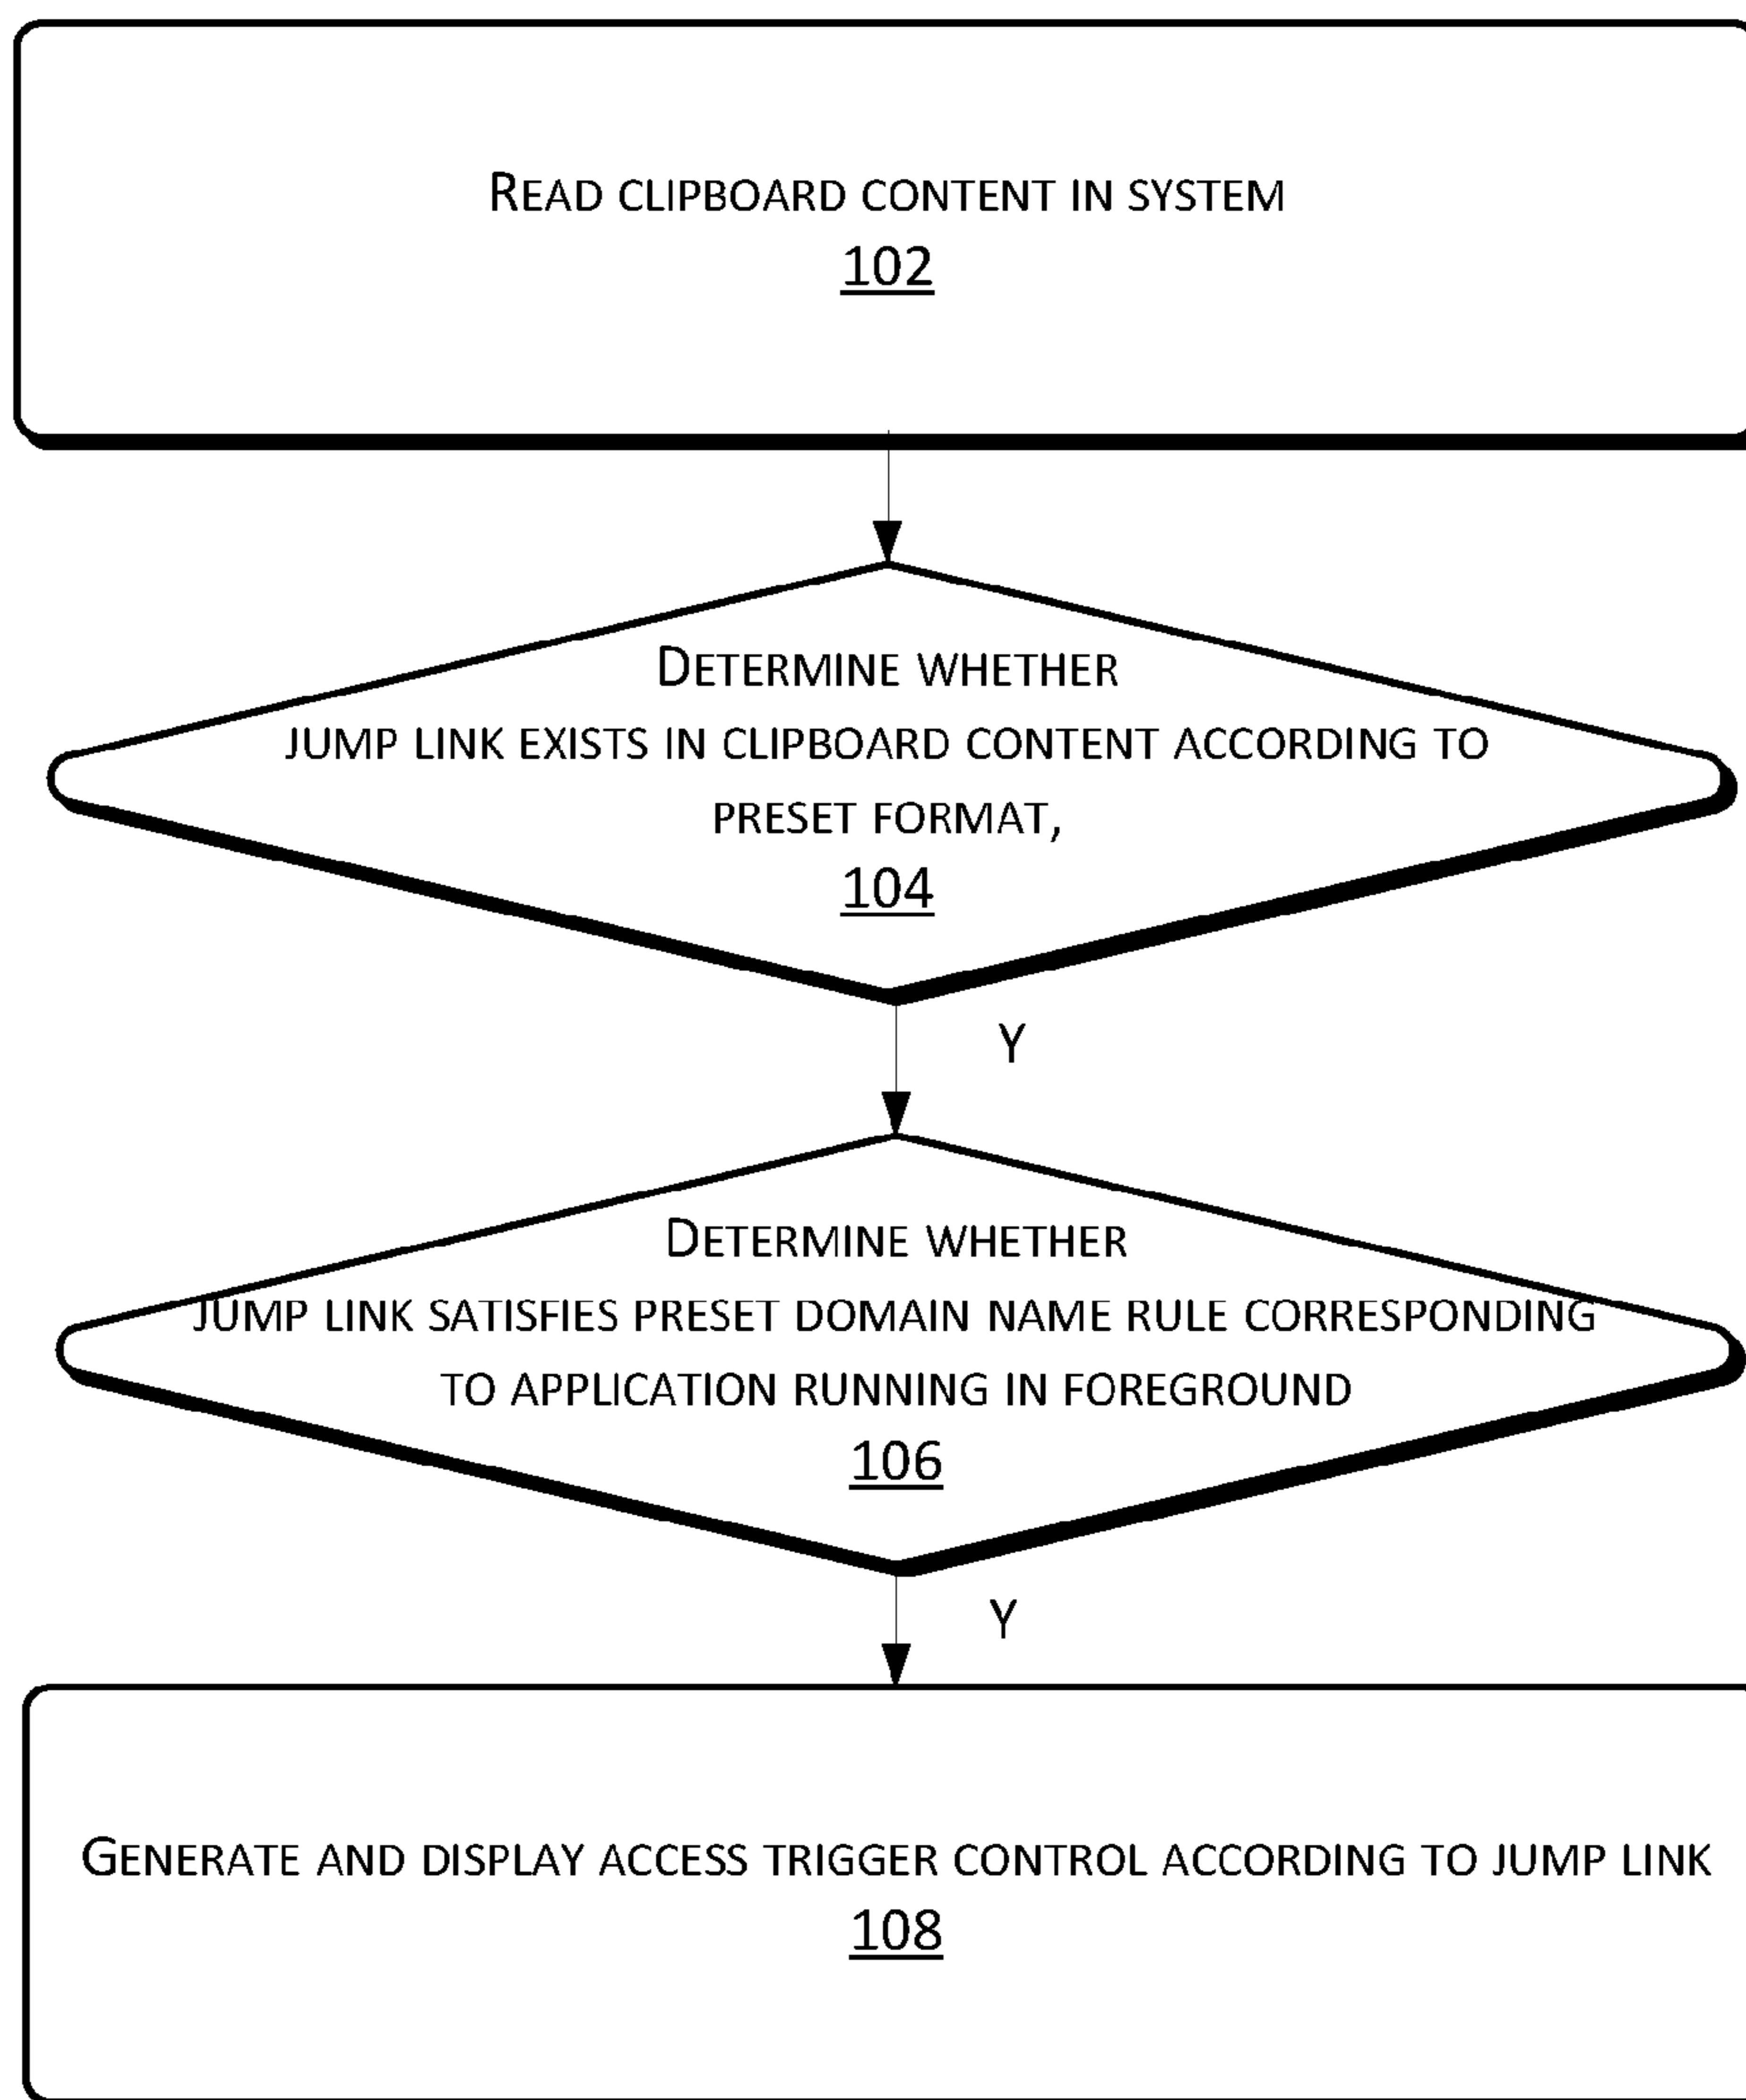 READ CLIPBOARD CONTENT IN SYSTEM
102
DETERMINE WHETHER
JUMP LINK EXISTS IN CLIPBOARD CONTENT ACCORDING TO
PRESET FORMAT,
104
Y
DETERMINE WHETHER
JUMP LINK SATISFIES PRESET DOMAIN NAME RULE CORRESPONDING
TO APPLICATION RUNNING IN FOREGROUND
106
Y
GENERATE AND DISPLAY ACCESS TRIGGER CONTROL ACCORDING TO JUMP LINK
108